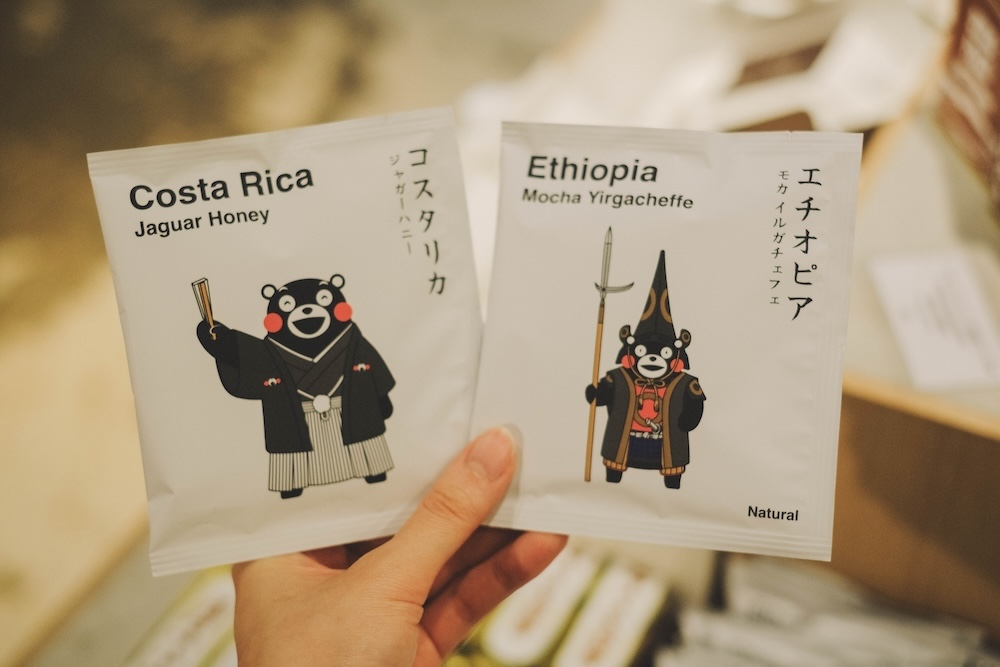 Costa Rica
Jaguar Honey
コスタリカ
ジャガーハニー
Ethiopia
Mocha Yirgacheffe
エチオピア
モカイルガチェフェ
Natural